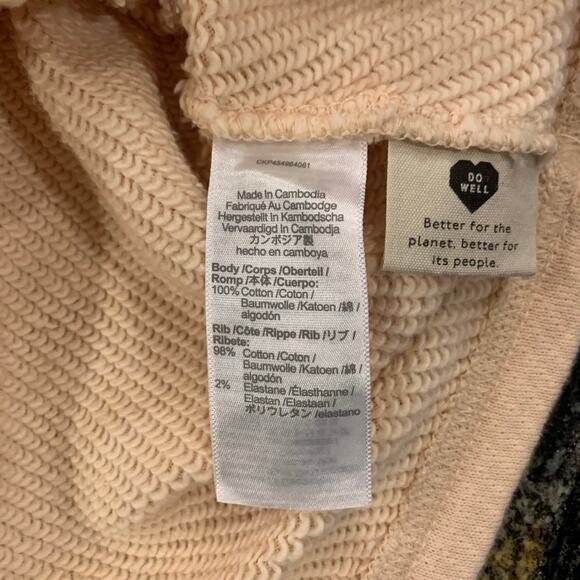 CKP454964061
Made In Cambodia
Fabriqué Au Cambodge
Hergestellt In Kambodscha
Vervaardigd In Cambodja
カンボジア製
hecho en camboya
Body /Corps /Oberteil /
Romp /本体 /Cuerpo:
100% Cotton /Coton /
Baumwolle /Katoen /綿 /
algodón
Rib /Côte /Rippe /Rib /リブ /
Ribete:
98% Cotton /Coton /
Baumwolle /Katoen /綿 /
algodón
2% Elastane /Élasthanne /
Elastan /Elastaan /
ポリウレタン /elastano
DO
WELL
Better for the
planet, better for
its people.